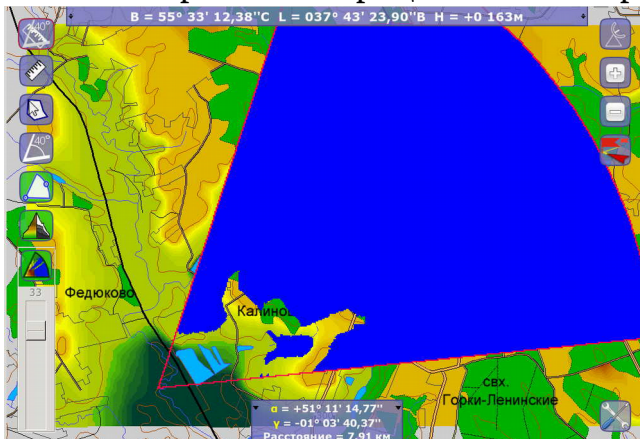 B = 55° 33' 12,38"С L = 037° 43' 23,90"В H = +0 163м
40°
40°
33
Федюково
Калино
свх.
Горки-Ленинские
α = +51° 11' 14,77"
γ = -01° 03' 40,37"
Расстояние = 7,91 км